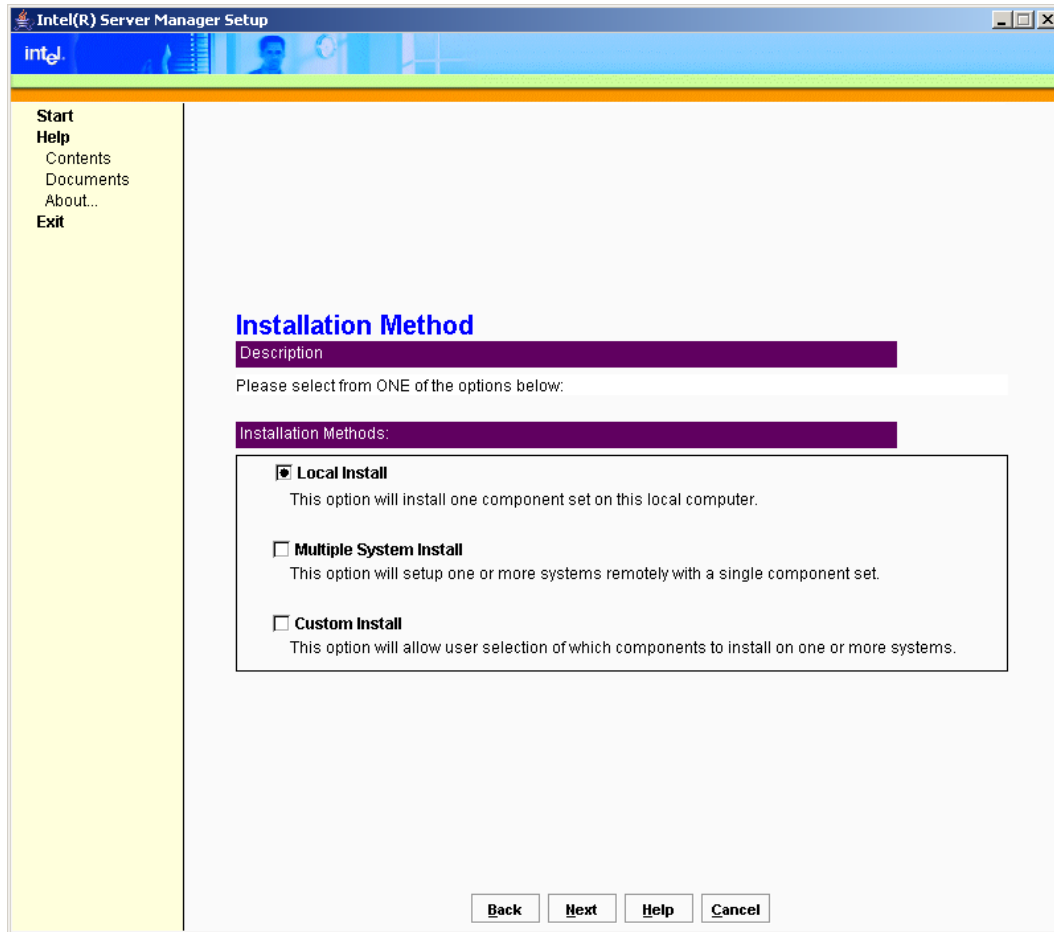 Intel(R) Server Manager Setup
intel.
Start
Help
Contents
Documents
About...
Exit
Installation Method
Description
Please select from ONE of the options below:
Installation Methods:
Local Install
This option will install one component set on this local computer.
Multiple System Install
This option will setup one or more systems remotely with a single component set.
Custom Install
This option will allow user selection of which components to install on one or more systems.
Back Next Help Cancel